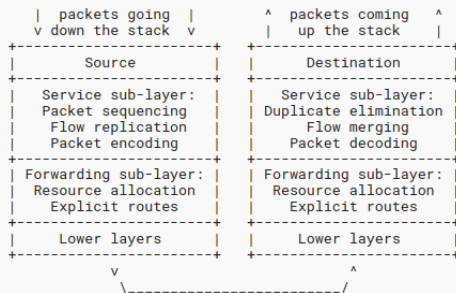 packets going packets coming
down the stack up the stack
Source Destination
Service sub-layer: Service sub-layer:
Packet sequencing Duplicate elimination
Flow replication Flow merging
Packet encoding Packet decoding
Forwarding sub-layer: Forwarding sub-layer:
Resource allocation Resource allocation
Explicit routes Explicit routes
Lower layers Lower layers